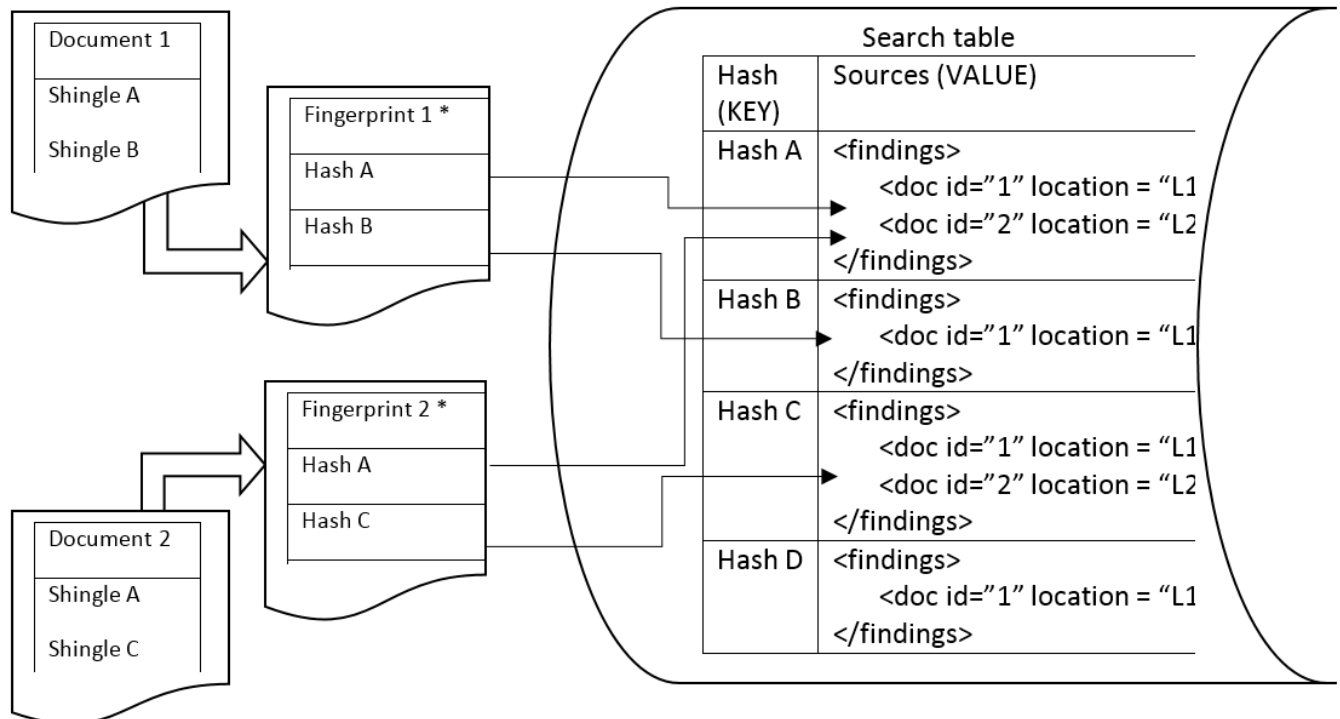 Document 1
Shingle A
Shingle B
Fingerprint 1 *
Hash A
Hash B
Fingerprint 2 *
Hash A
Hash C
Document 2
Shingle A
Shingle C
Search table
Hash (KEY)
Sources (VALUE)
Hash A
<findings>
<doc id=”1” location = “L1
<doc id=”2” location = “L2
</findings>
Hash B
<findings>
<doc id=”1” location = “L1
</findings>
Hash C
<findings>
<doc id=”1” location = “L1
<doc id=”2” location = “L2
</findings>
Hash D
<findings>
<doc id=”1” location = “L1
</findings>